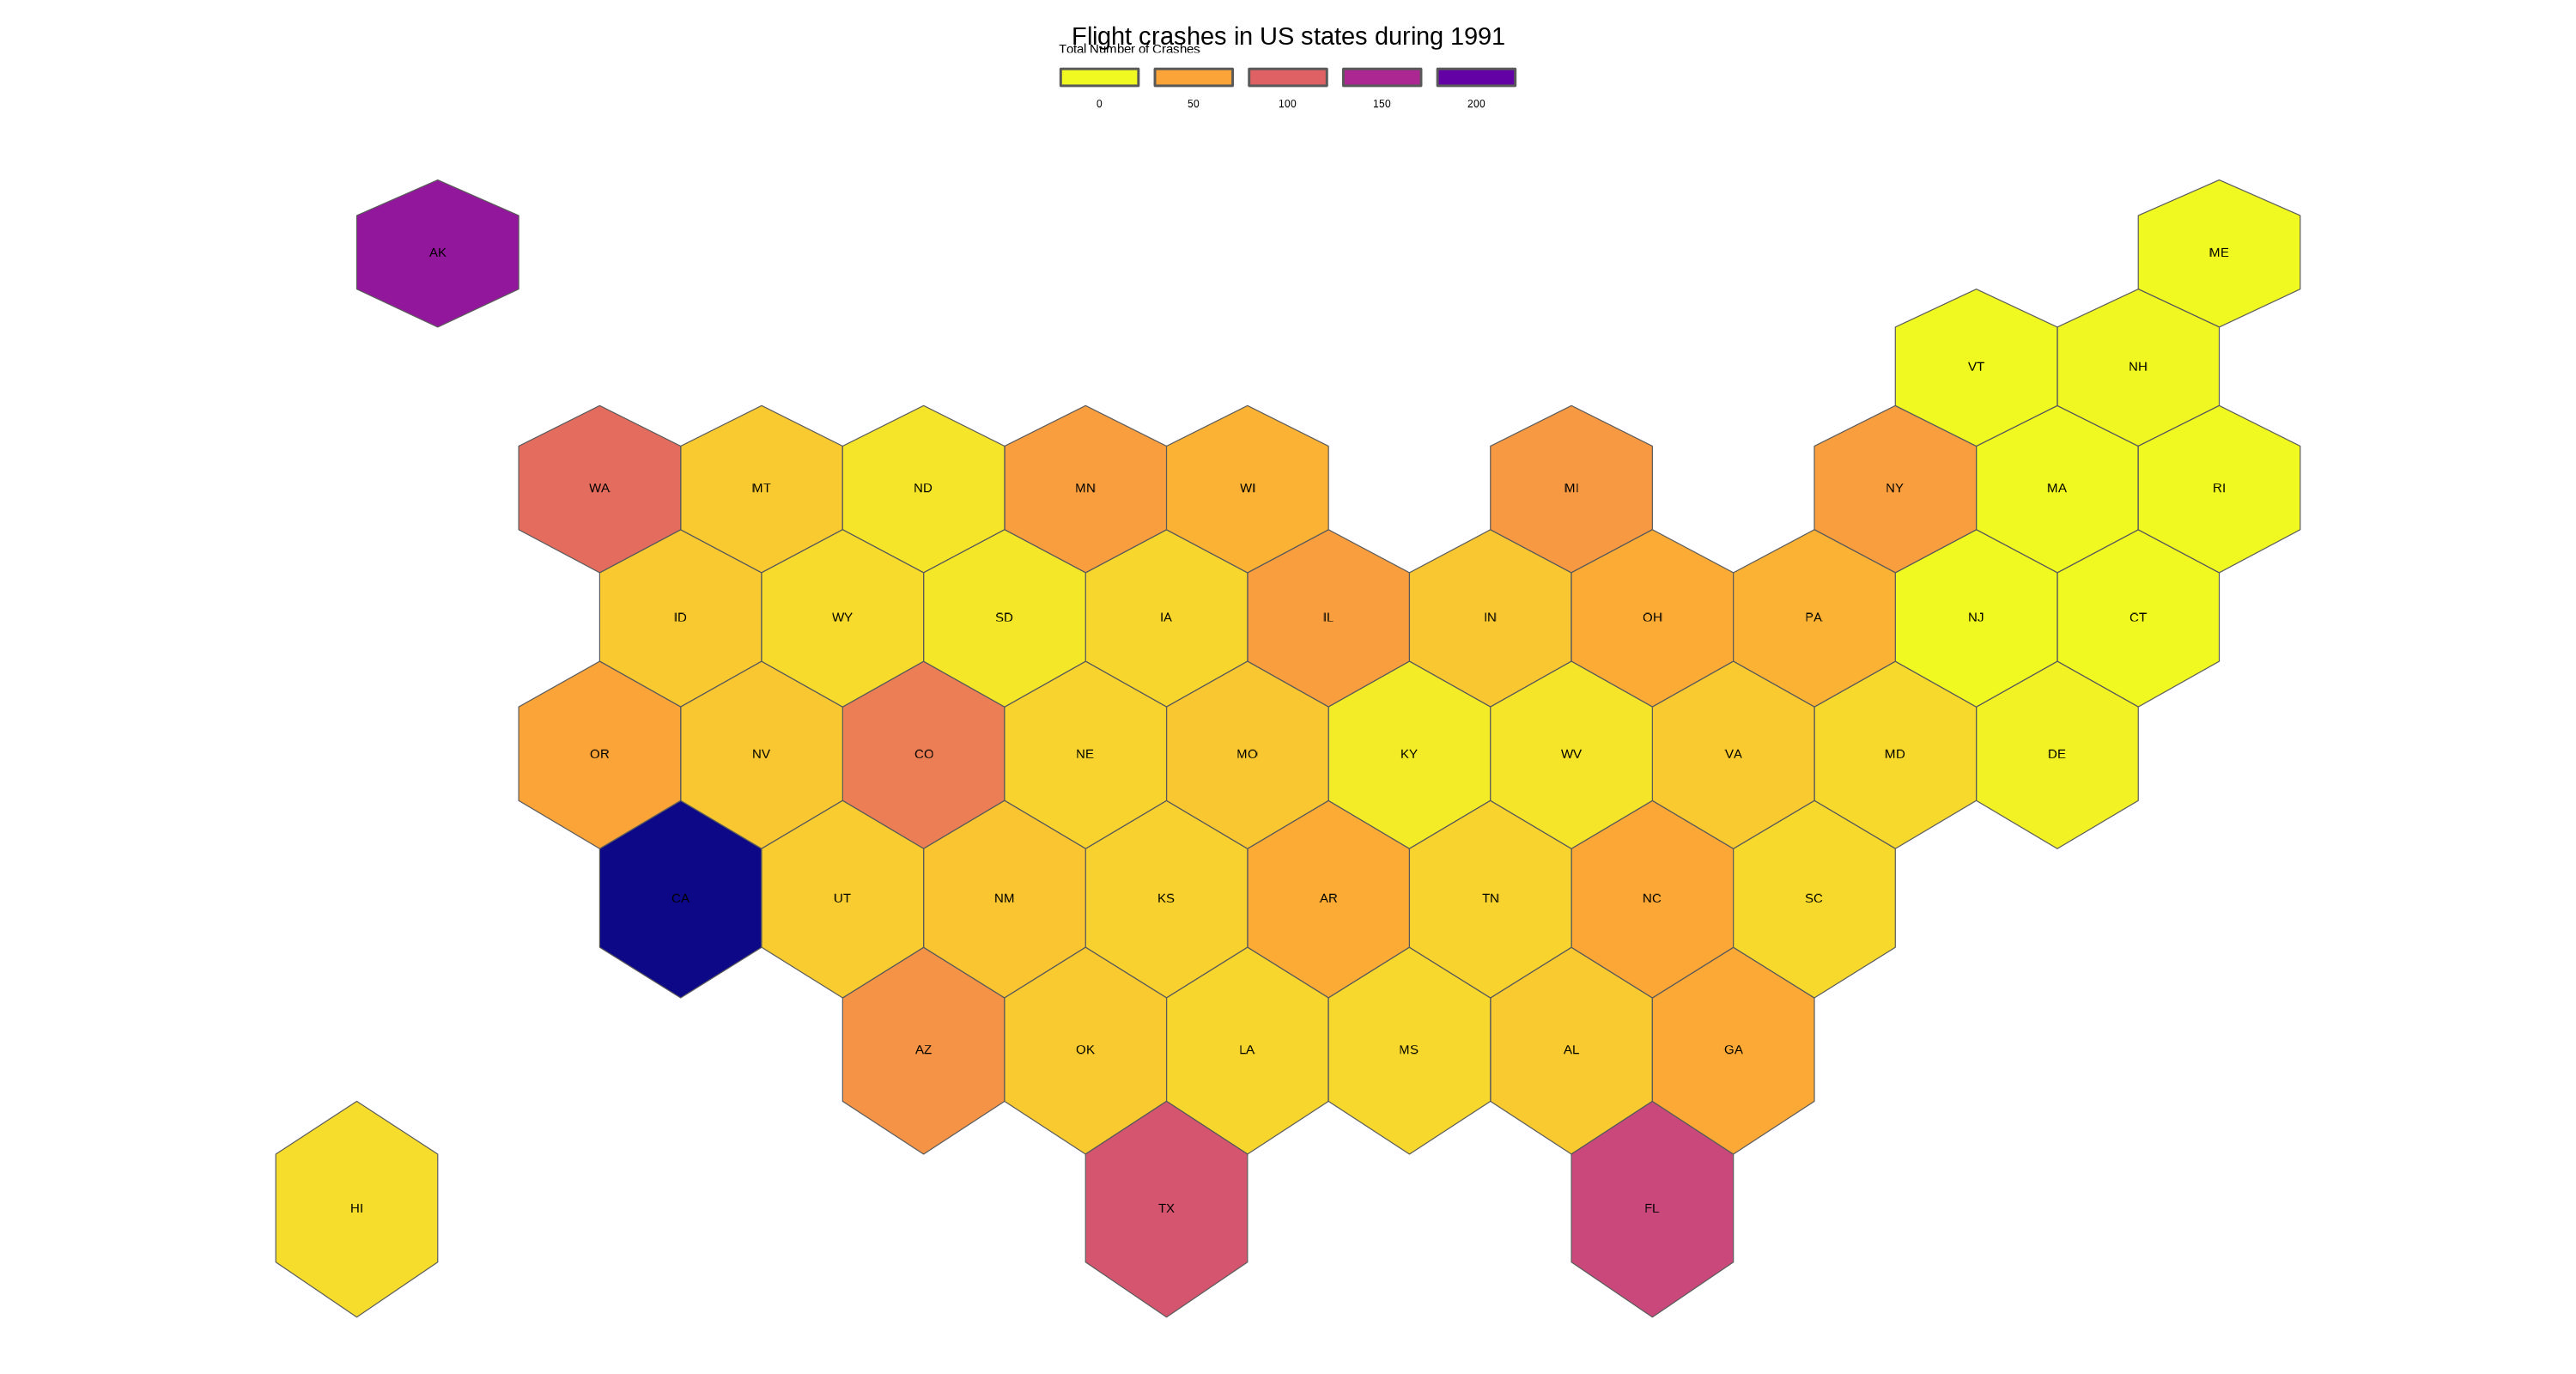 Flight crashes in US states during 1991
Total Number of Crashes
0 50 100 150 200
AK ME
VT NH
WA MT ND MN WI MI NY MA RI
ID WY SD IA IL IN OH PA NJ CT
OR NV CO NE MO KY WV VA MD DE
CA UT NM KS AR TN NC SC
AZ OK LA MS AL GA
HI TX FL